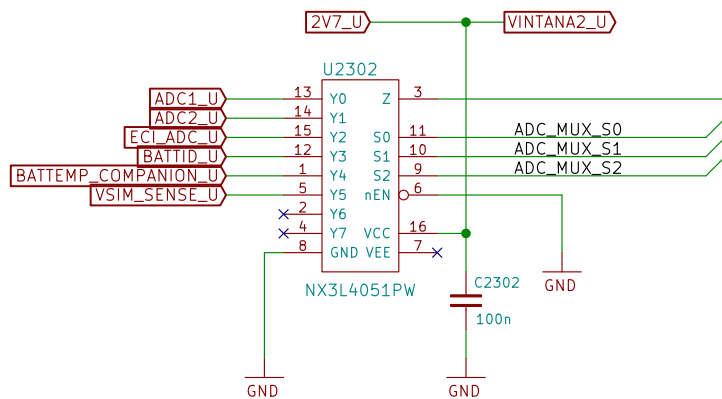 2V7_U VINTANA2_U
U2302
ADC1_U 13 Y0 Z 3
ADC2_U 14 Y1
ECI_ADC_U 15 Y2 S0 11 ADC_MUX_S0
BATTID_U 12 Y3 S1 10 ADC_MUX_S1
BATTEMP_COMPANION_U 1 Y4 S2 9 ADC_MUX_S2
VSIM_SENSE_U 5 Y5 nEN 6
2 Y6
4 Y7 VCC 16
8 GND VEE 7
NX3L4051PW
C2302
100n
GND
GND
GND